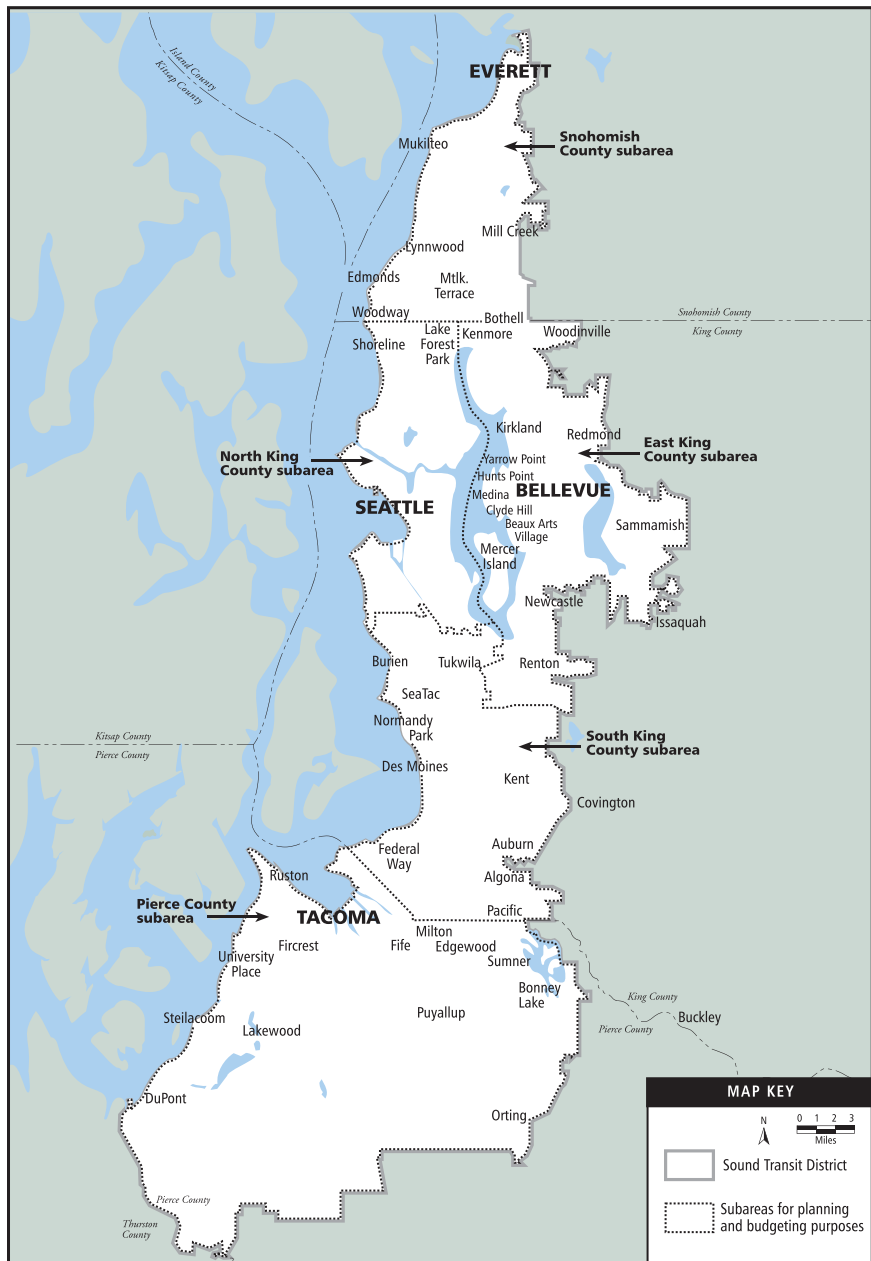 Island County
Kitsap County
EVERETT
Snohomish
County subarea
Mukilteo
Mill Creek
Lynnwood
Edmonds
Mtlk.
Terrace
Woodway
Bothell
Snohomish County
King County
Lake
Forest
Park
Kenmore
Woodinville
Shoreline
Kirkland
Redmond
East King
County subarea
North King
County subarea
Yarrow Point
Hunts Point
BELLEVUE
Medina
SEATTLE
Clyde Hill
Beaux Arts
Village
Sammamish
Mercer
Island
Newcastle
Issaquah
Burien
Tukwila
Renton
SeaTac
Normandy
Park
Kitsap County
Pierce County
South King
County subarea
Des Moines
Kent
Covington
Federal
Way
Auburn
Ruston
Algona
Pierce County
subarea
TACOMA
Pacific
Milton
Fircrest
Fife
Edgewood
University
Place
Sumner
Bonney
Lake
King County
Pierce County
Buckley
Steilacoom
Lakewood
Puyallup
DuPont
Orting
Pierce County
Thurston
County
MAP KEY
N
0 1 2 3
Miles
Sound Transit District
Subareas for planning
and budgeting purposes